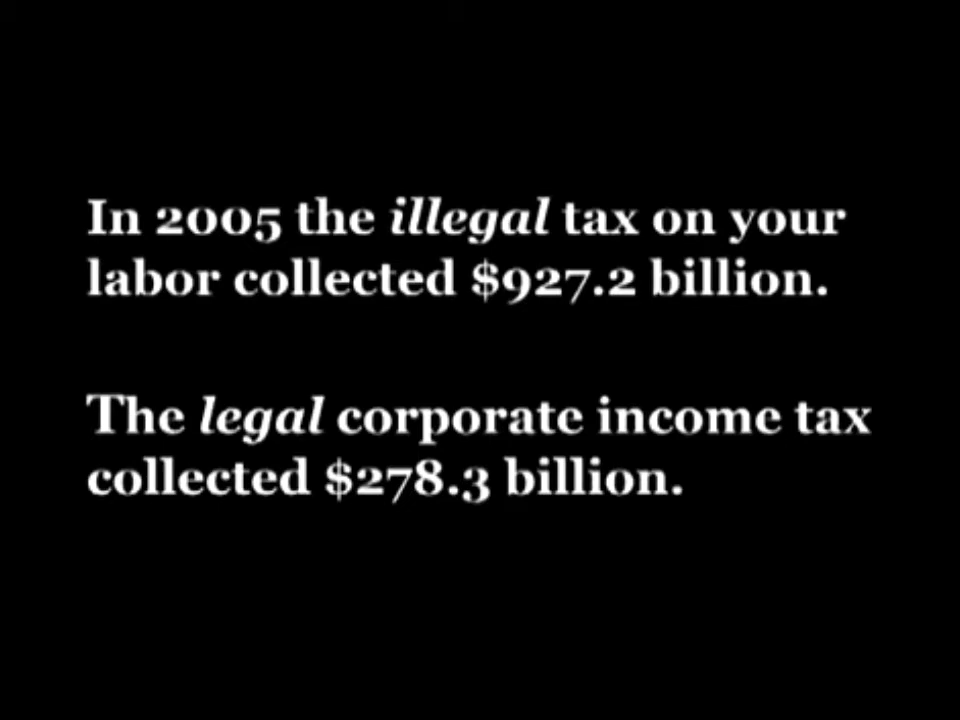 In 2005 the illegal tax on your
labor collected $927.2 billion.
The legal corporate income tax
collected $278.3 billion.